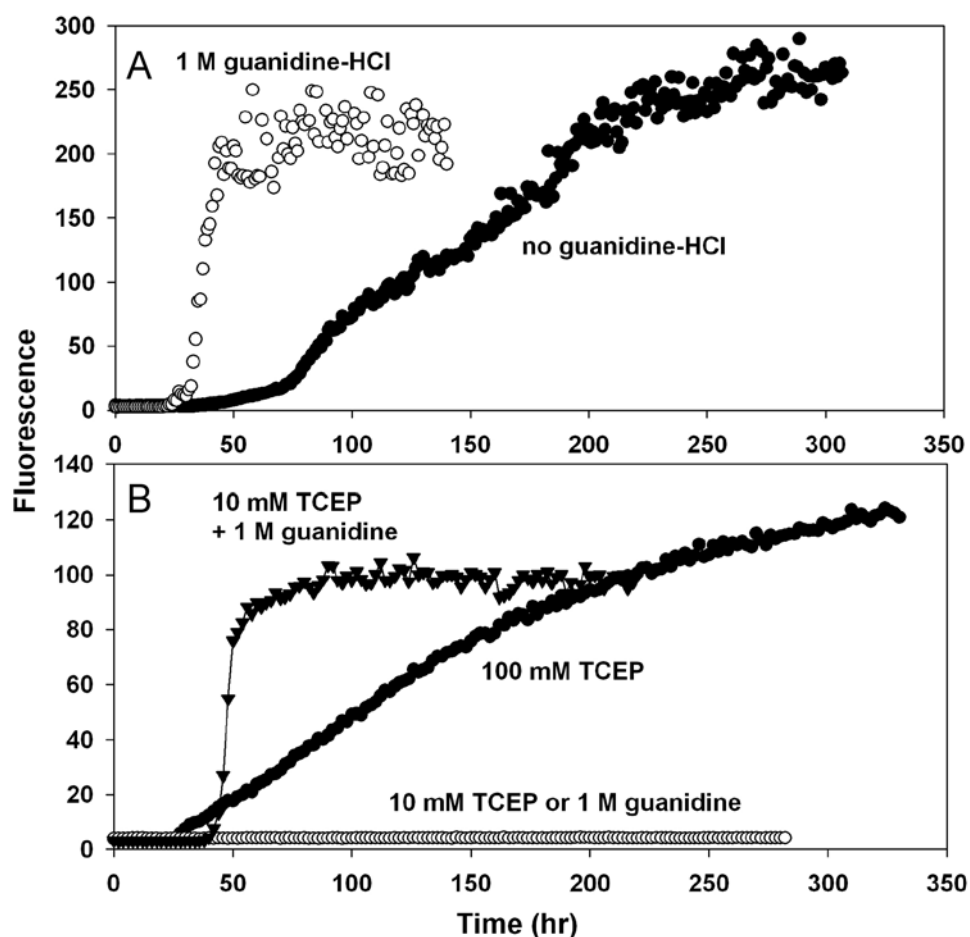 300
A
1 M guanidine-HCl
250
200
150
no guanidine-HCl
100
50
0
0 50 100 150 200 250 300 350
Fluorescence
140
B
10 mM TCEP
+ 1 M guanidine
120
100
80
100 mM TCEP
60
40
20
10 mM TCEP or 1 M guanidine
0
0 50 100 150 200 250 300 350
Time (hr)